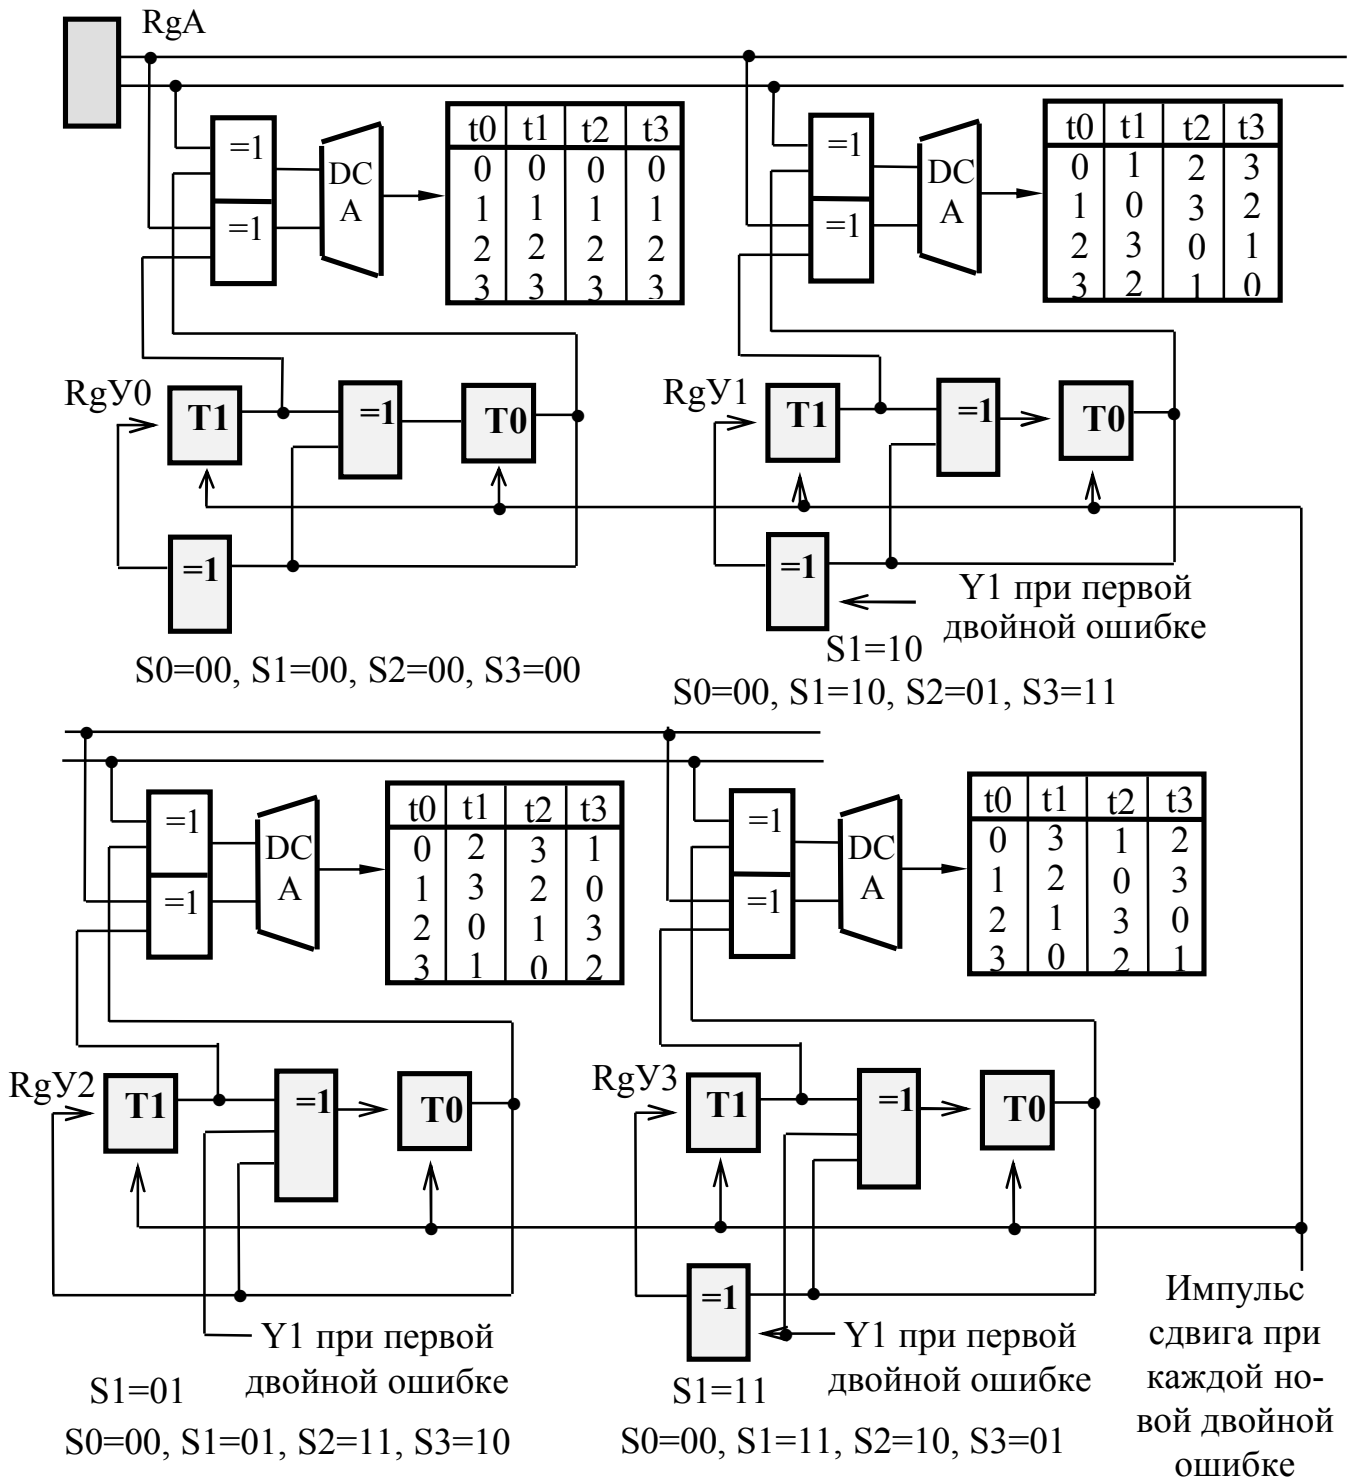 RgA
=1
=1
DC
A
t0 t1 t2 t3
0 0 0 0
1 1 1 1
2 2 2 2
3 3 3 3
=1
=1
DC
A
t0 t1 t2 t3
0 1 2 3
1 0 3 2
2 3 0 1
3 2 1 0
RgУ0
T1
=1
T0
=1
S0=00, S1=00, S2=00, S3=00
RgУ1
T1
=1
T0
=1
Y1 при первой
двойной ошибке
S1=10
S0=00, S1=10, S2=01, S3=11
=1
=1
DC
A
t0 t1 t2 t3
0 2 3 1
1 3 2 0
2 0 1 3
3 1 0 2
=1
=1
DC
A
t0 t1 t2 t3
0 3 1 2
1 2 0 3
2 1 3 0
3 0 2 1
RgУ2
T1
=1
T0
Y1 при первой
двойной ошибке
S1=01
S0=00, S1=01, S2=11, S3=10
RgУ3
T1
=1
T0
=1
Y1 при первой
двойной ошибке
S1=11
S0=00, S1=11, S2=10, S3=01
Импульс
сдвига при
каждой но-
вой двойной
ошибке